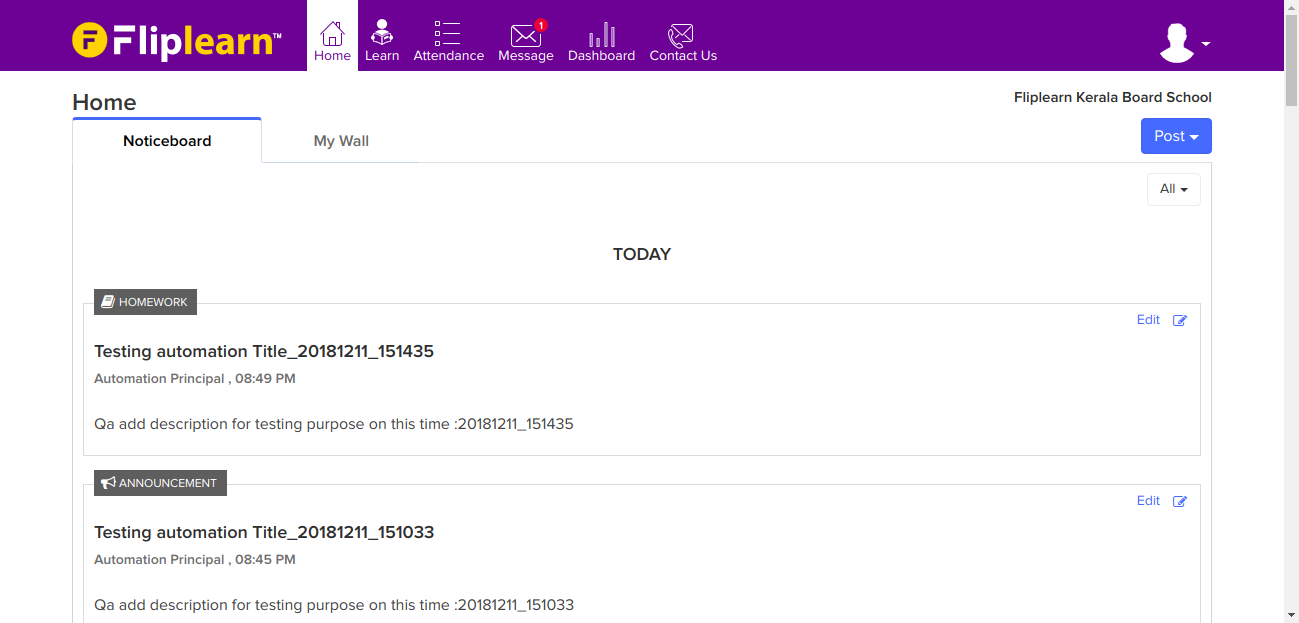 Fliplearn™
Home Learn Attendance Message 1 Dashboard Contact Us
Home
Fliplearn Kerala Board School
Noticeboard My Wall Post
All
TODAY
HOMEWORK
Edit
Testing automation Title_20181211_151435
Automation Principal , 08:49 PM
Qa add description for testing purpose on this time :20181211_151435
ANNOUNCEMENT
Edit
Testing automation Title_20181211_151033
Automation Principal , 08:45 PM
Qa add description for testing purpose on this time :20181211_151033